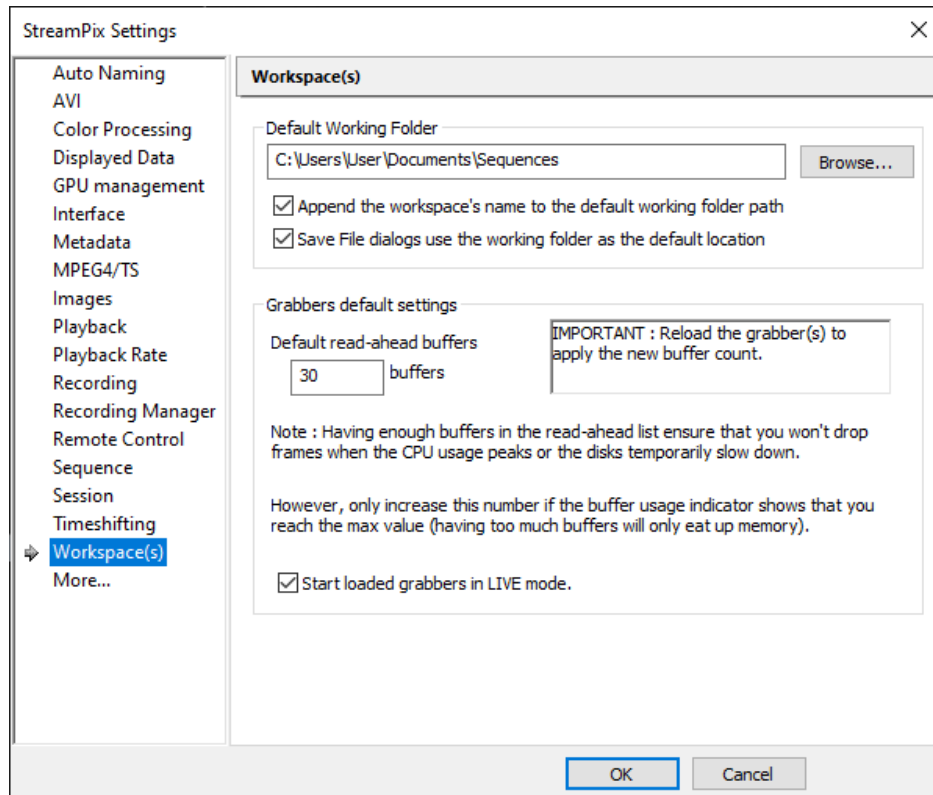 StreamPix Settings
Auto Naming
AVI
Color Processing
Displayed Data
GPU management
Interface
Metadata
MPEG4/TS
Images
Playback
Playback Rate
Recording
Recording Manager
Remote Control
Sequence
Session
Timeshifting
Workspace(s)
More...
Workspace(s)
Default Working Folder
C:\Users\User\Documents\Sequences
Browse...
Append the workspace's name to the default working folder path
Save File dialogs use the working folder as the default location
Grabbers default settings
Default read-ahead buffers
30 buffers
IMPORTANT : Reload the grabber(s) to
apply the new buffer count.
Note : Having enough buffers in the read-ahead list ensure that you won't drop
frames when the CPU usage peaks or the disks temporarily slow down.
However, only increase this number if the buffer usage indicator shows that you
reach the max value (having too much buffers will only eat up memory).
Start loaded grabbers in LIVE mode.
OK
Cancel